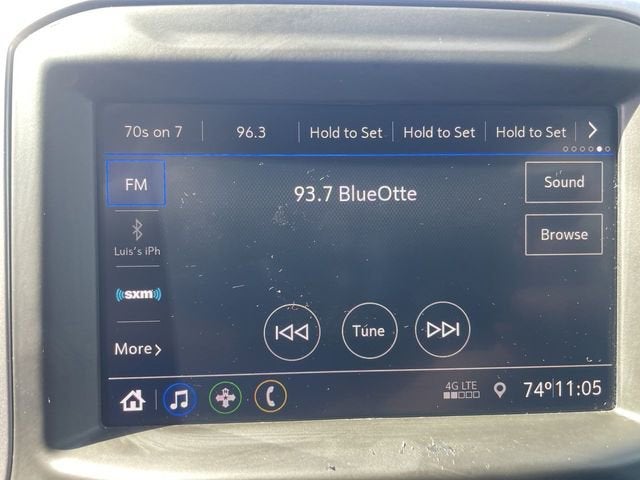 70s on 7 96.3 Hold to Set Hold to Set Hold to Set
FM
93.7 BlueOtte
Sound
Luis's iPh
Browse
((sxm))
Tune
More
4G LTE
74° 11:05